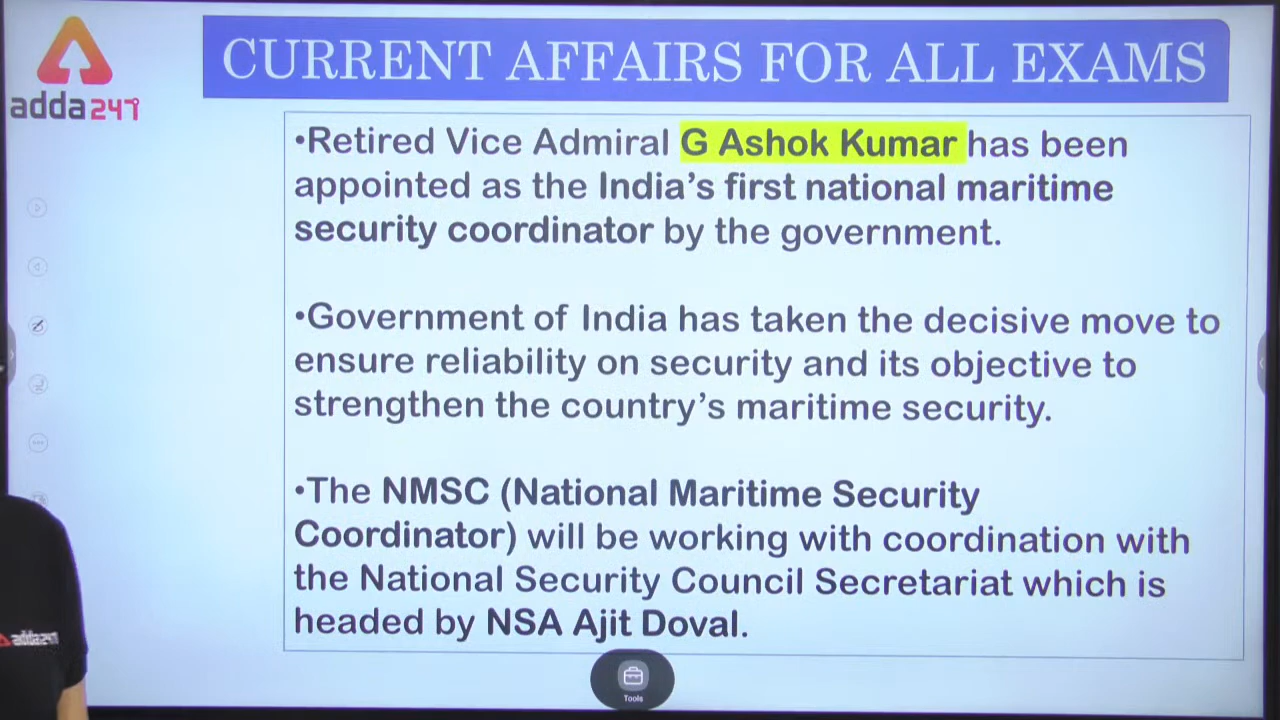 CURRENT AFFAIRS FOR ALL EXAMS
adda247
•Retired Vice Admiral G Ashok Kumar has been
appointed as the India's first national maritime
security coordinator by the government.
•Government of India has taken the decisive move to
ensure reliability on security and its objective to
strengthen the country's maritime security.
•The NMSC (National Maritime Security
Coordinator) will be working with coordination with
the National Security Council Secretariat which is
headed by NSA Ajit Doval.
adda247
Tools